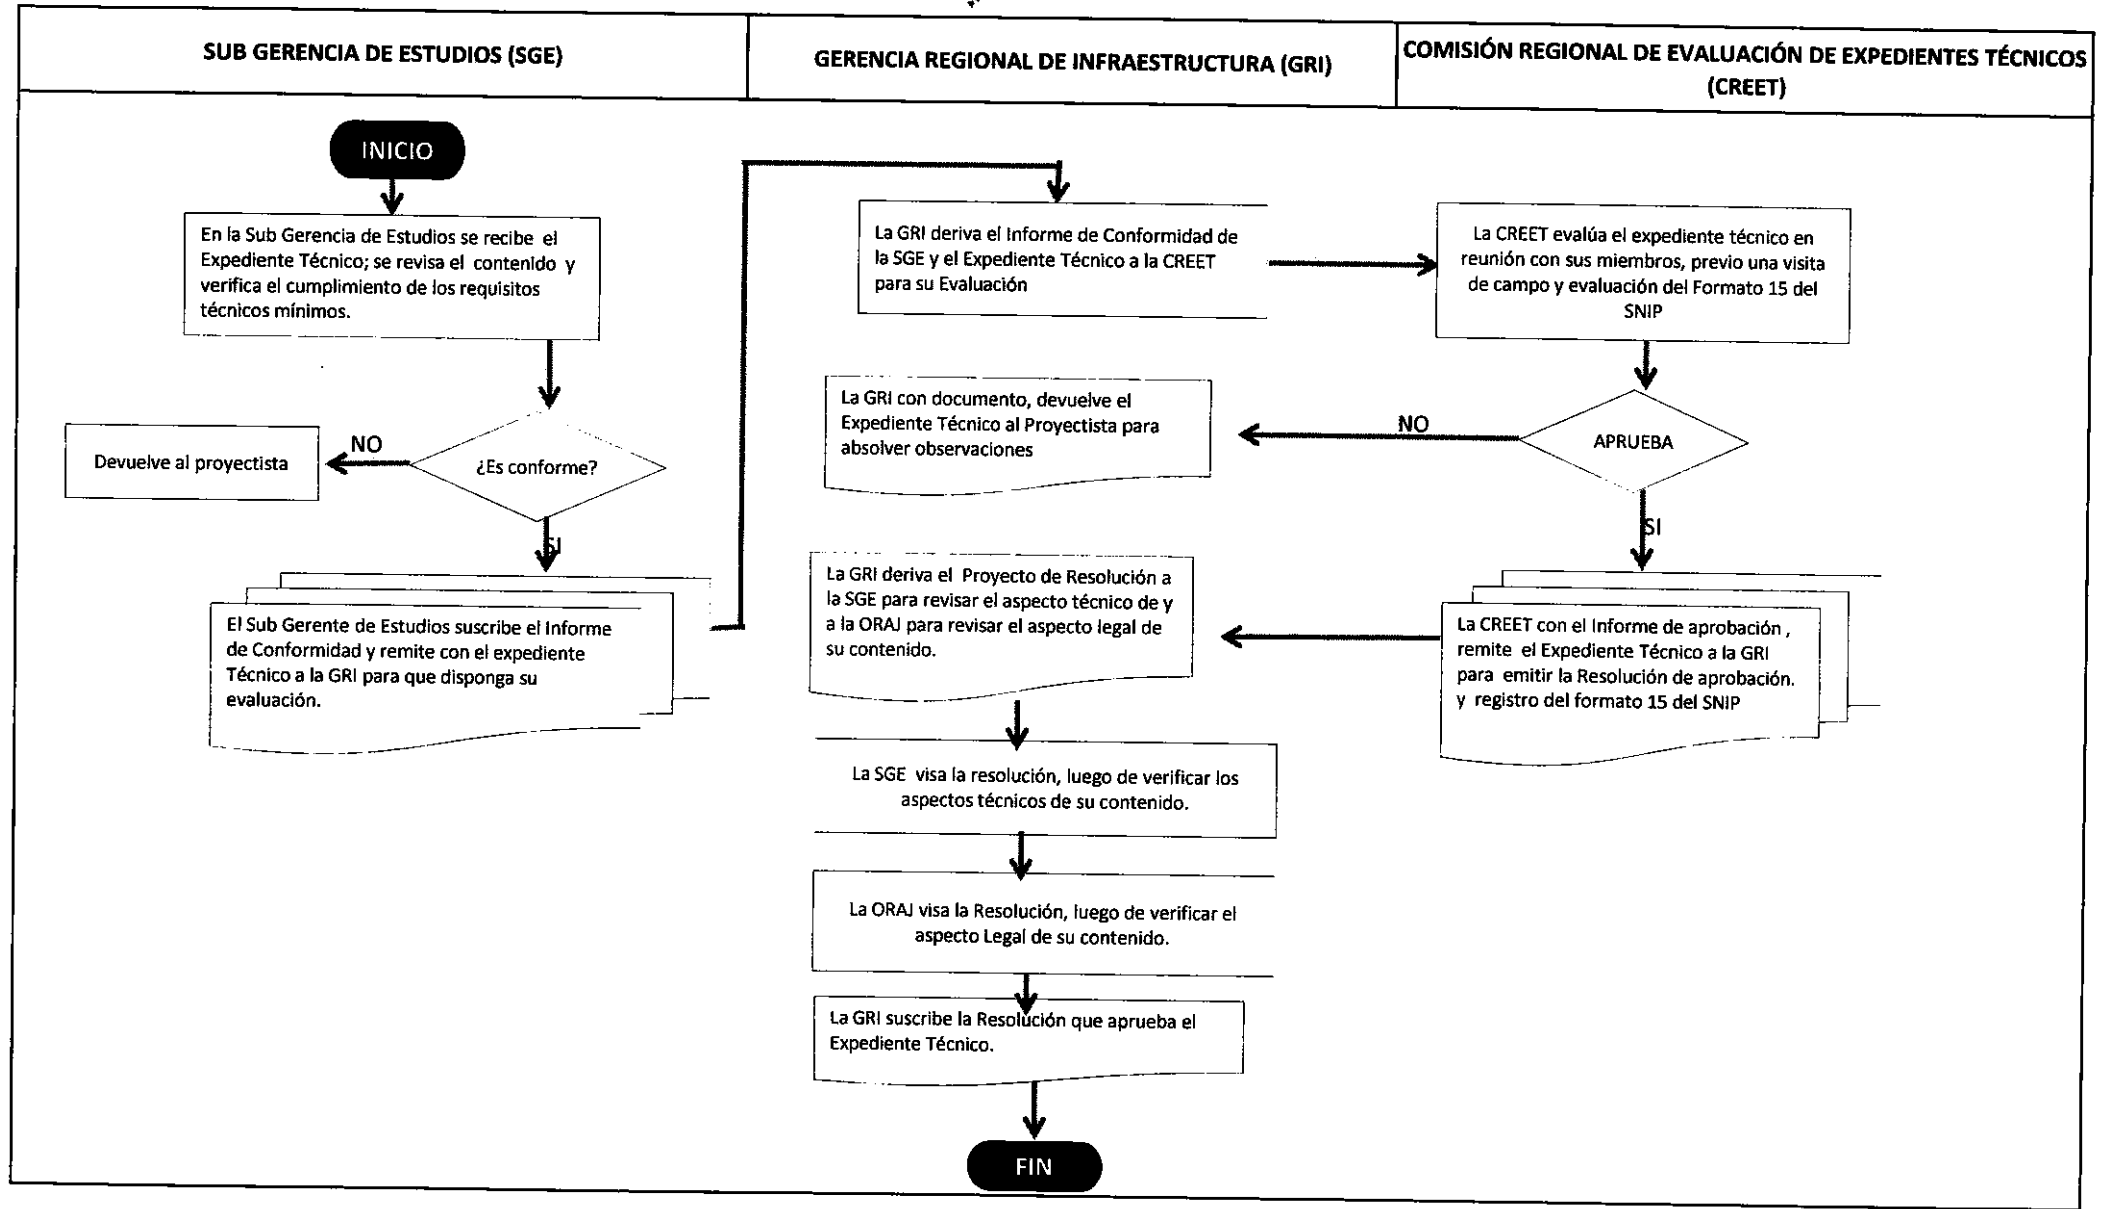 SUB GERENCIA DE ESTUDIOS (SGE)
GERENCIA REGIONAL DE INFRAESTRUCTURA (GRI)
COMISIÓN REGIONAL DE EVALUACIÓN DE EXPEDIENTES TÉCNICOS
(CREET)
INICIO
En la Sub Gerencia de Estudios se recibe el
Expediente Técnico; se revisa el contenido y
verifica el cumplimiento de los requisitos
técnicos mínimos.
¿Es conforme?
NO
Devuelve al proyectista
SI
El Sub Gerente de Estudios suscribe el Informe
de Conformidad y remite con el expediente
Técnico a la GRI para que disponga su
evaluación.
La GRI deriva el Informe de Conformidad de
la SGE y el Expediente Técnico a la CREET
para su Evaluación
La CREET evalúa el expediente técnico en
reunión con sus miembros, previo una visita
de campo y evaluación del Formato 15 del
SNIP
APRUEBA
NO
La GRI con documento, devuelve el
Expediente Técnico al Proyectista para
absolver observaciones
SI
La CREET con el Informe de aprobación ,
remite el Expediente Técnico a la GRI
para emitir la Resolución de aprobación.
y registro del formato 15 del SNIP
La GRI deriva el Proyecto de Resolución a
la SGE para revisar el aspecto técnico de y
a la ORAJ para revisar el aspecto legal de
su contenido.
La SGE visa la resolución, luego de verificar los
aspectos técnicos de su contenido.
La ORAJ visa la Resolución, luego de verificar el
aspecto Legal de su contenido.
La GRI suscribe la Resolución que aprueba el
Expediente Técnico.
FIN